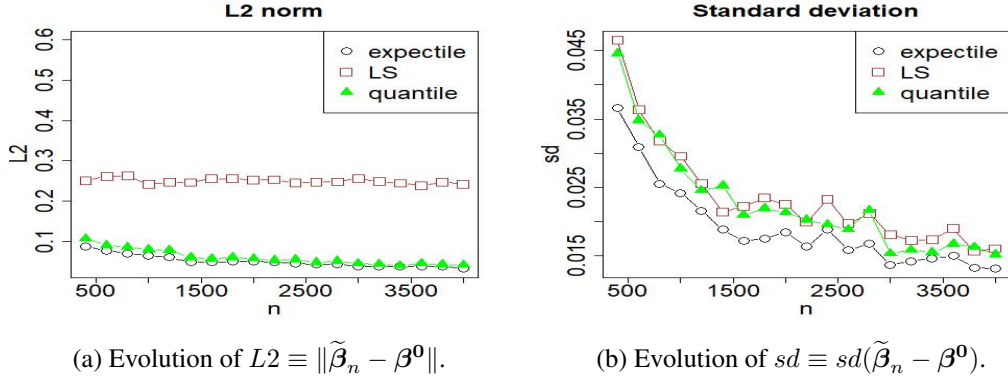 L2 norm
expectile
LS
quantile
L2
0.6
0.5
0.4
0.3
0.2
0.1
500 1500 2500 3500
n
Standard deviation
expectile
LS
quantile
sd
0.045
0.035
0.025
0.015
500 1500 2500 3500
n
(a) Evolution of L2 ≡ ‖β̃ₙ − β⁰‖.
(b) Evolution of sd ≡ sd(β̃ₙ − β⁰).